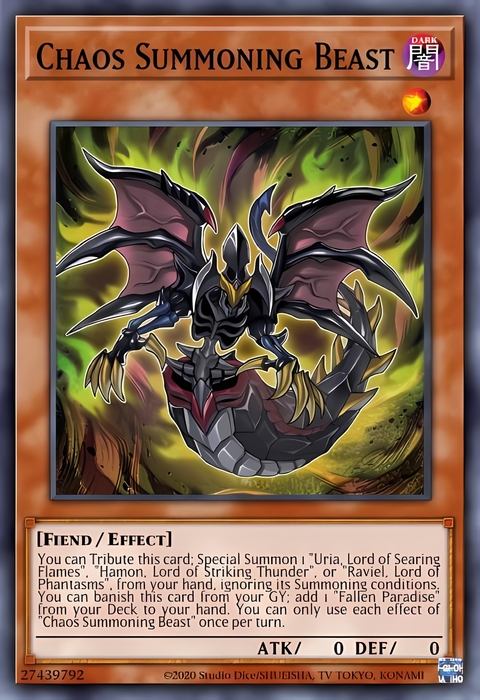 CHAOS SUMMONING BEAST
DARK
闇
[FIEND / EFFECT]
You can Tribute this card; Special Summon 1 "Uria, Lord of Searing
Flames", "Hamon, Lord of Striking Thunder", or "Raviel, Lord of
Phantasms", from your hand, ignoring its Summoning conditions.
You can banish this card from your GY; add 1 "Fallen Paradise"
from your Deck to your hand. You can only use each effect of
"Chaos Summoning Beast" once per turn.
ATK/ 0 DEF/ 0
27439792 ©2020 Studio Dice/SHUEISHA, TV TOKYO, KONAMI